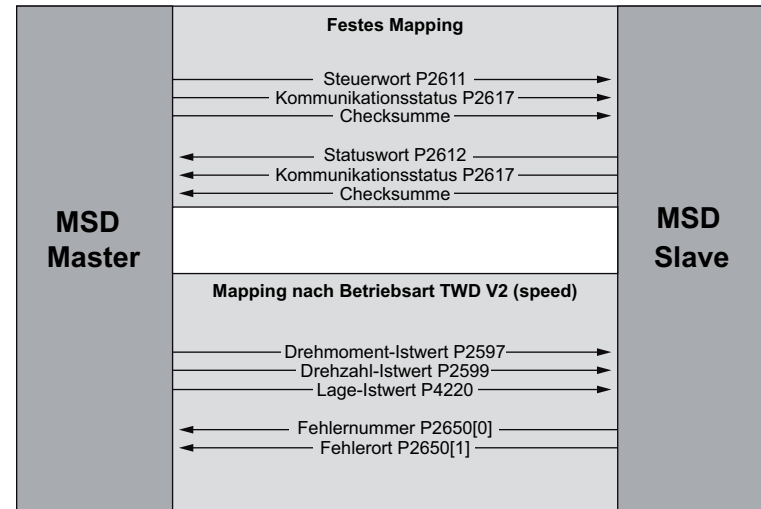 Festes Mapping
Steuerwort P2611
Kommunikationsstatus P2617
Checksumme
Statuswort P2612
Kommunikationsstatus P2617
Checksumme
MSD
Master
MSD
Slave
Mapping nach Betriebsart TWD V2 (speed)
Drehmoment-Istwert P2597
Drehzahl-Istwert P2599
Lage-Istwert P4220
Fehlernummer P2650[0]
Fehlerort P2650[1]